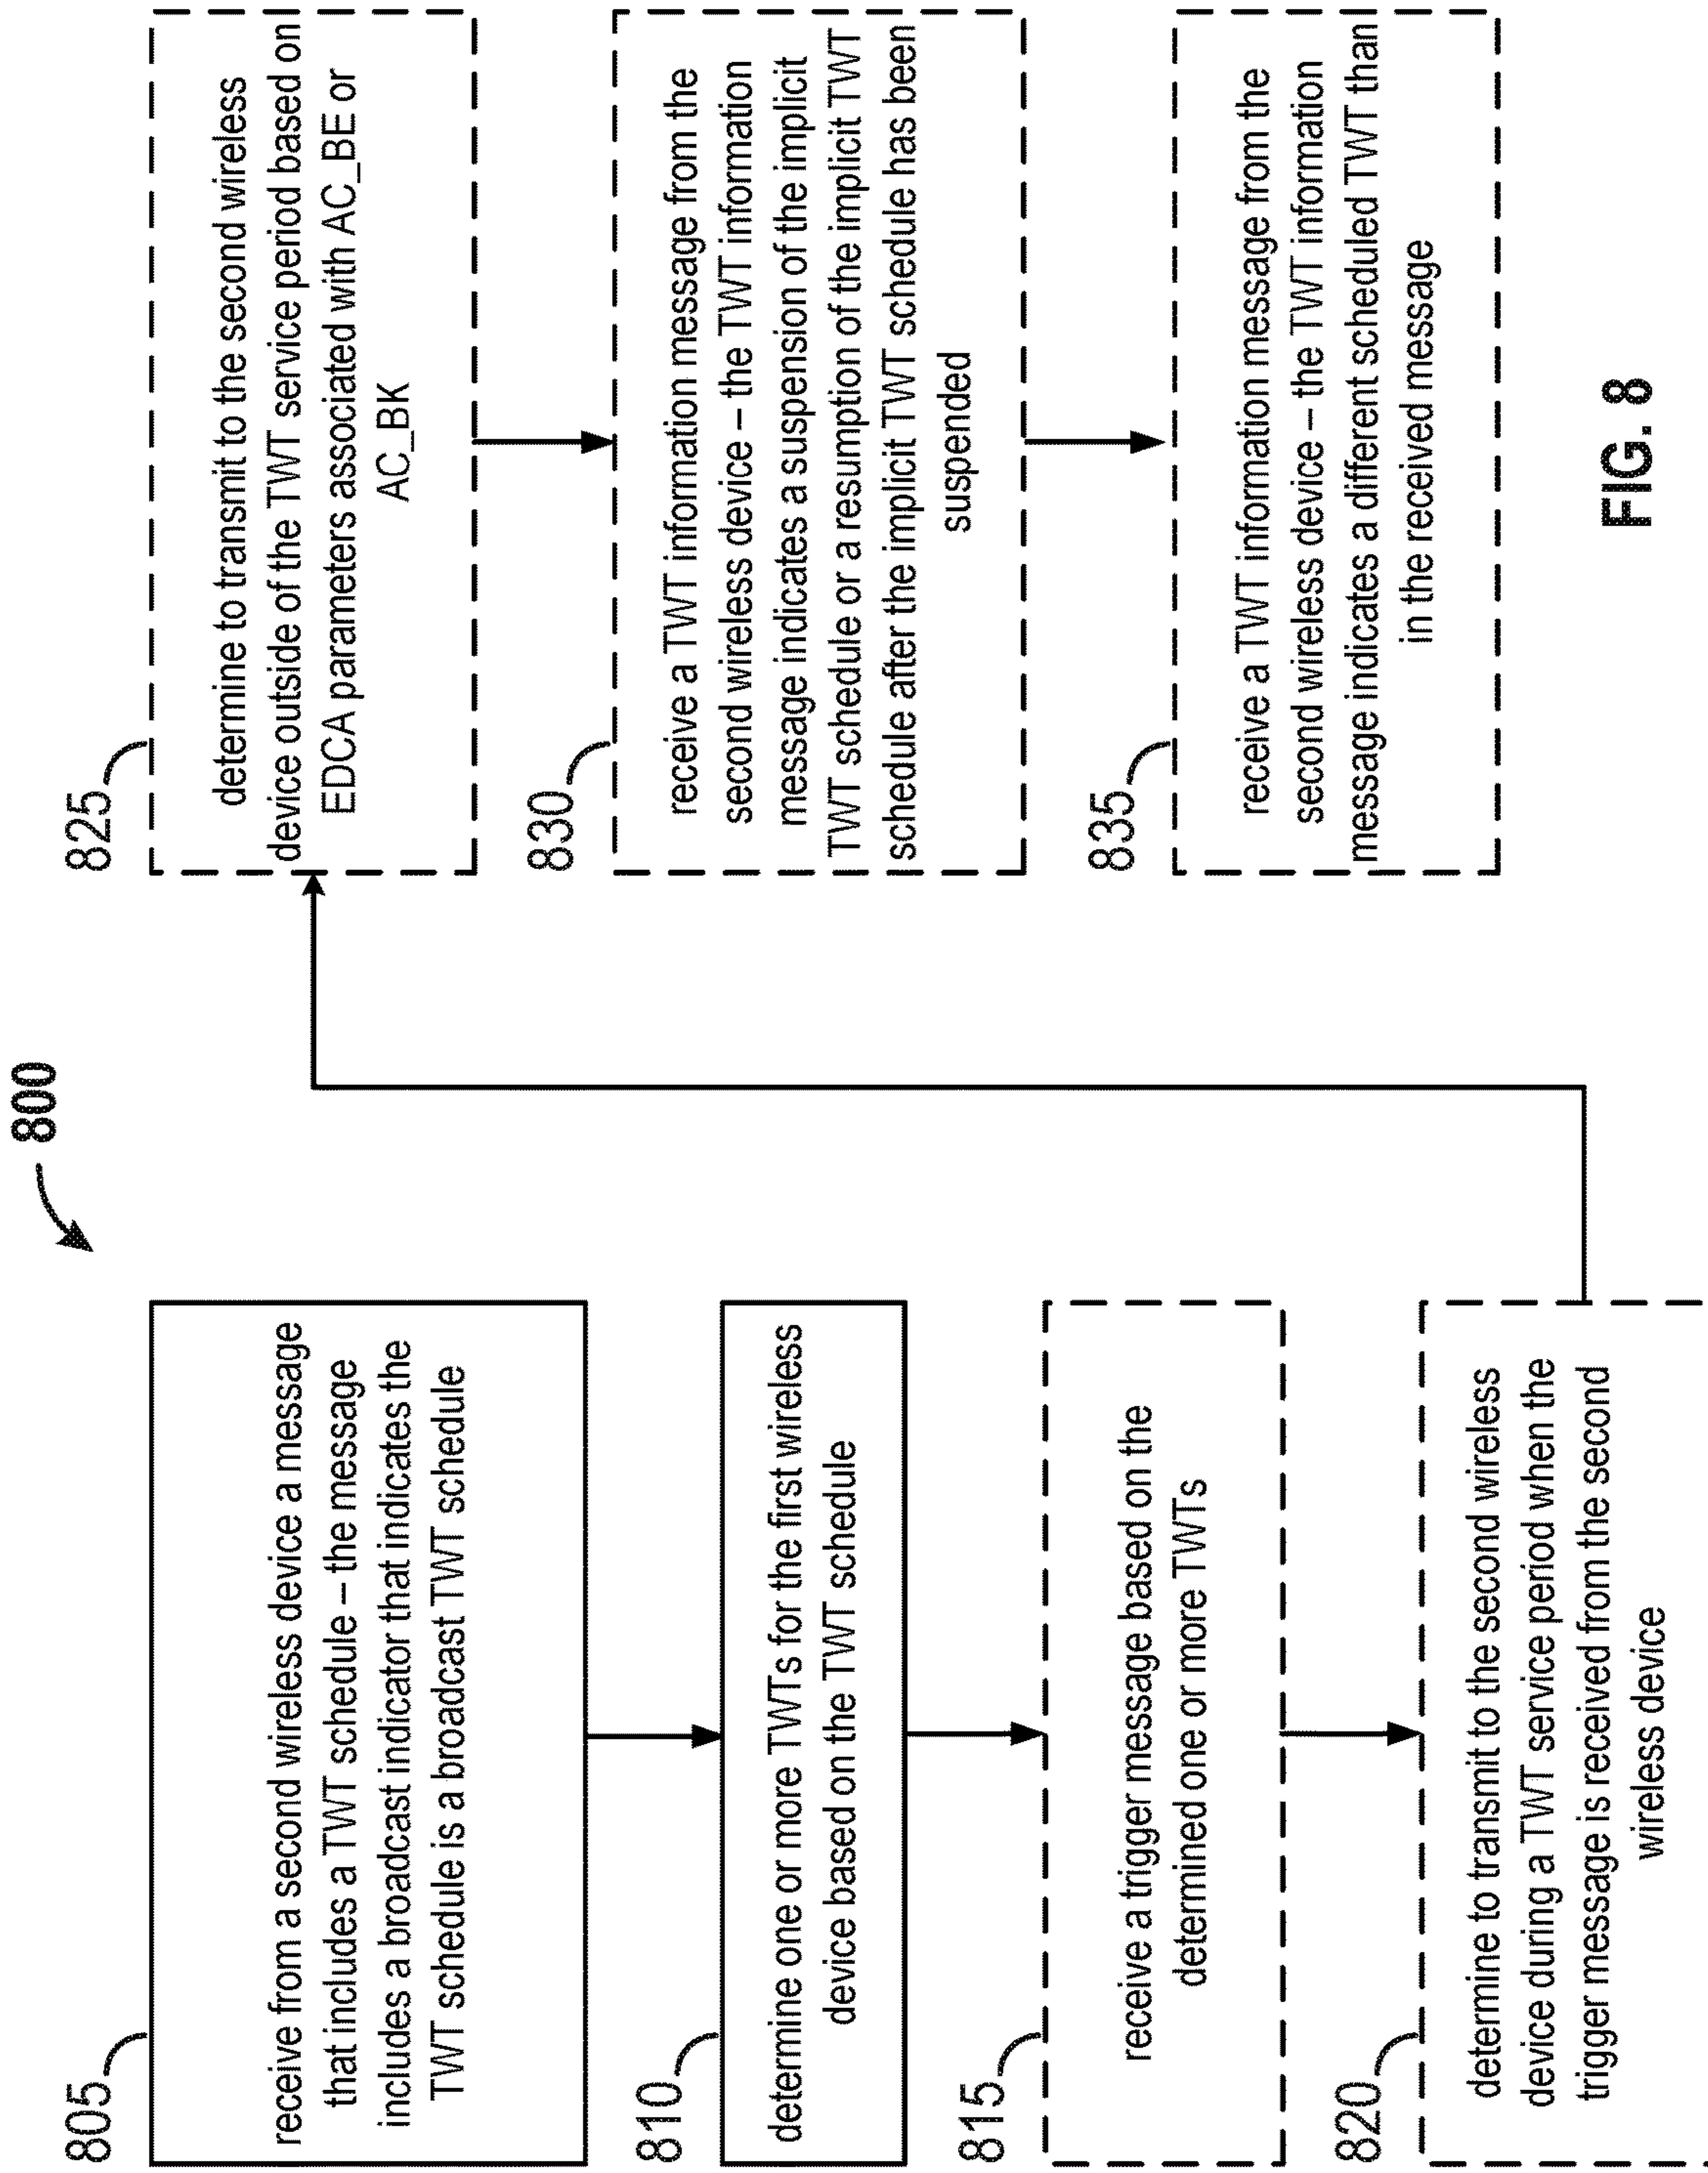 800
805
receive from a second wireless device a message
that includes a TWT schedule – the message
includes a broadcast indicator that indicates the
TWT schedule is a broadcast TWT schedule
810
determine one or more TWTs for the first wireless
device based on the TWT schedule
815
receive a trigger message based on the
determined one or more TWTs
820
determine to transmit to the second wireless
device during a TWT service period when the
trigger message is received from the second
wireless device
825
determine to transmit to the second wireless
device outside of the TWT service period based on
EDCA parameters associated with AC_BE or
AC_BK
830
receive a TWT information message from the
second wireless device – the TWT information
message indicates a suspension of the implicit
TWT schedule or a resumption of the implicit TWT
schedule after the implicit TWT schedule has been
suspended
835
receive a TWT information message from the
second wireless device – the TWT information
message indicates a different scheduled TWT than
in the received message
FIG. 8